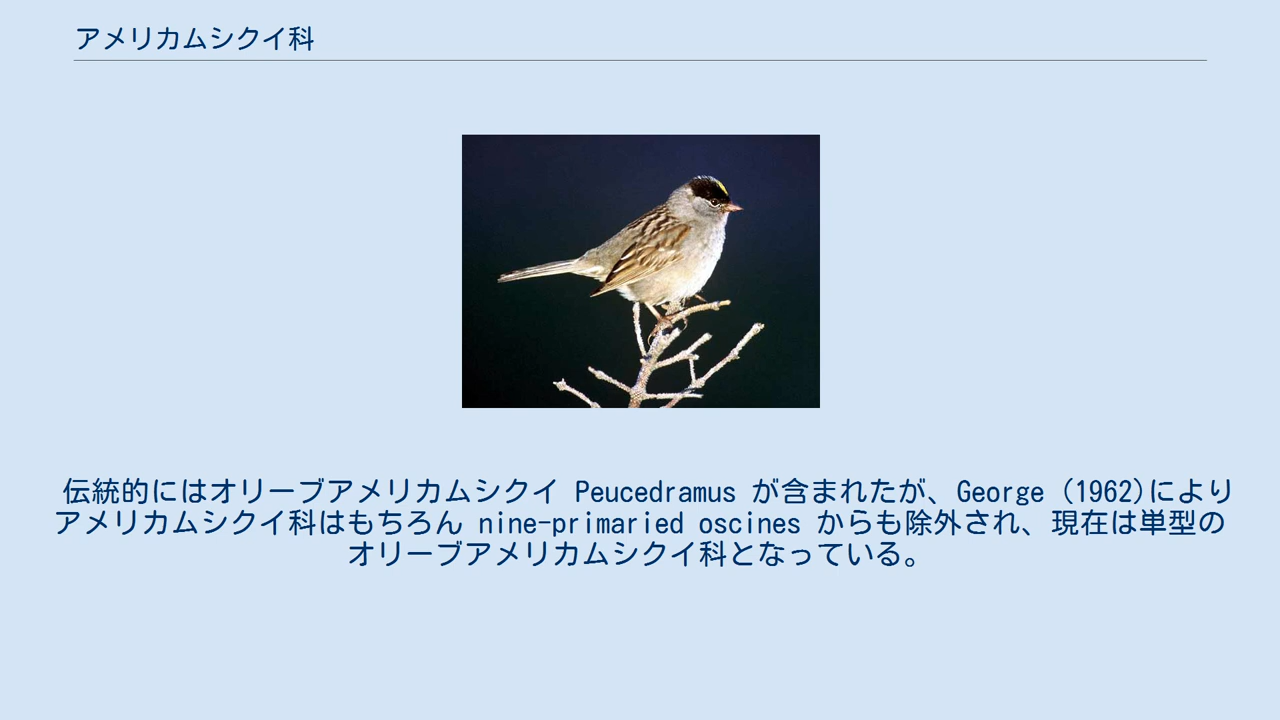 アメリカムシクイ科
伝統的にはオリーブアメリカムシクイ Peucedramus が含まれたが、George (1962)により
アメリカムシクイ科はもちろん nine-primaried oscines からも除外され、現在は単型の
オリーブアメリカムシクイ科となっている。